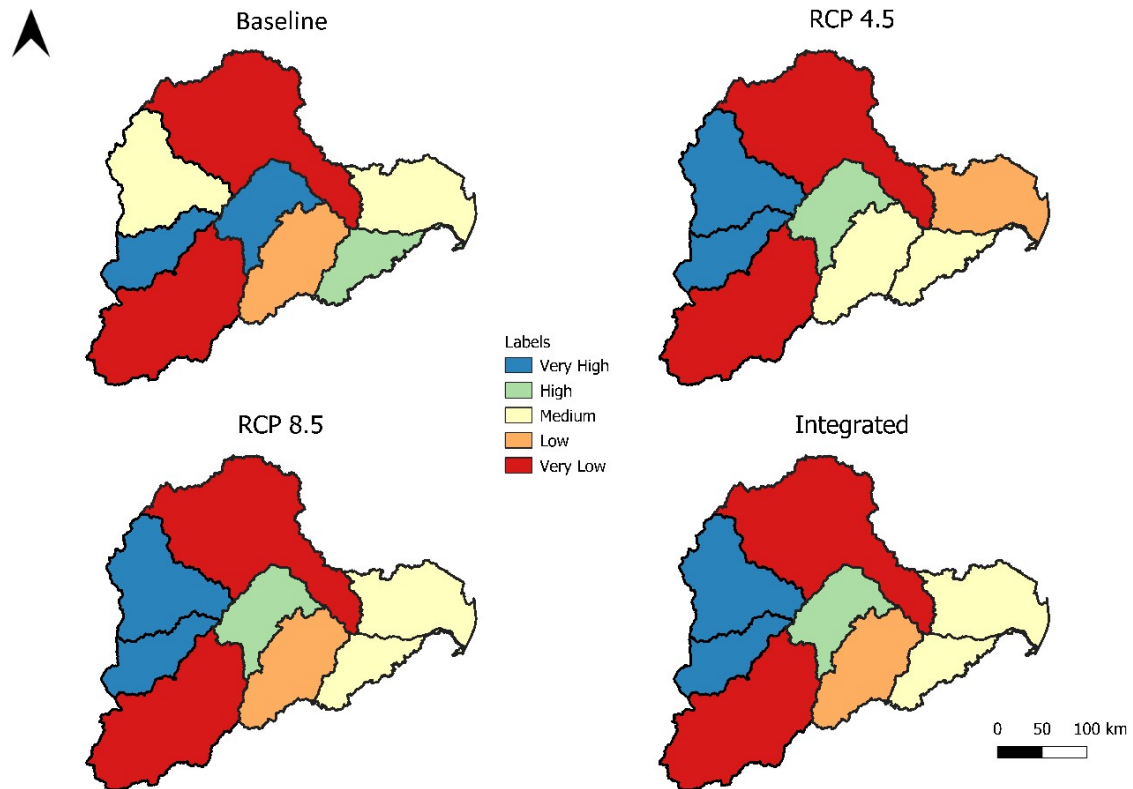 Baseline
RCP 4.5
Labels
Very High
High
Medium
Low
Very Low
RCP 8.5
Integrated
0 50 100 km